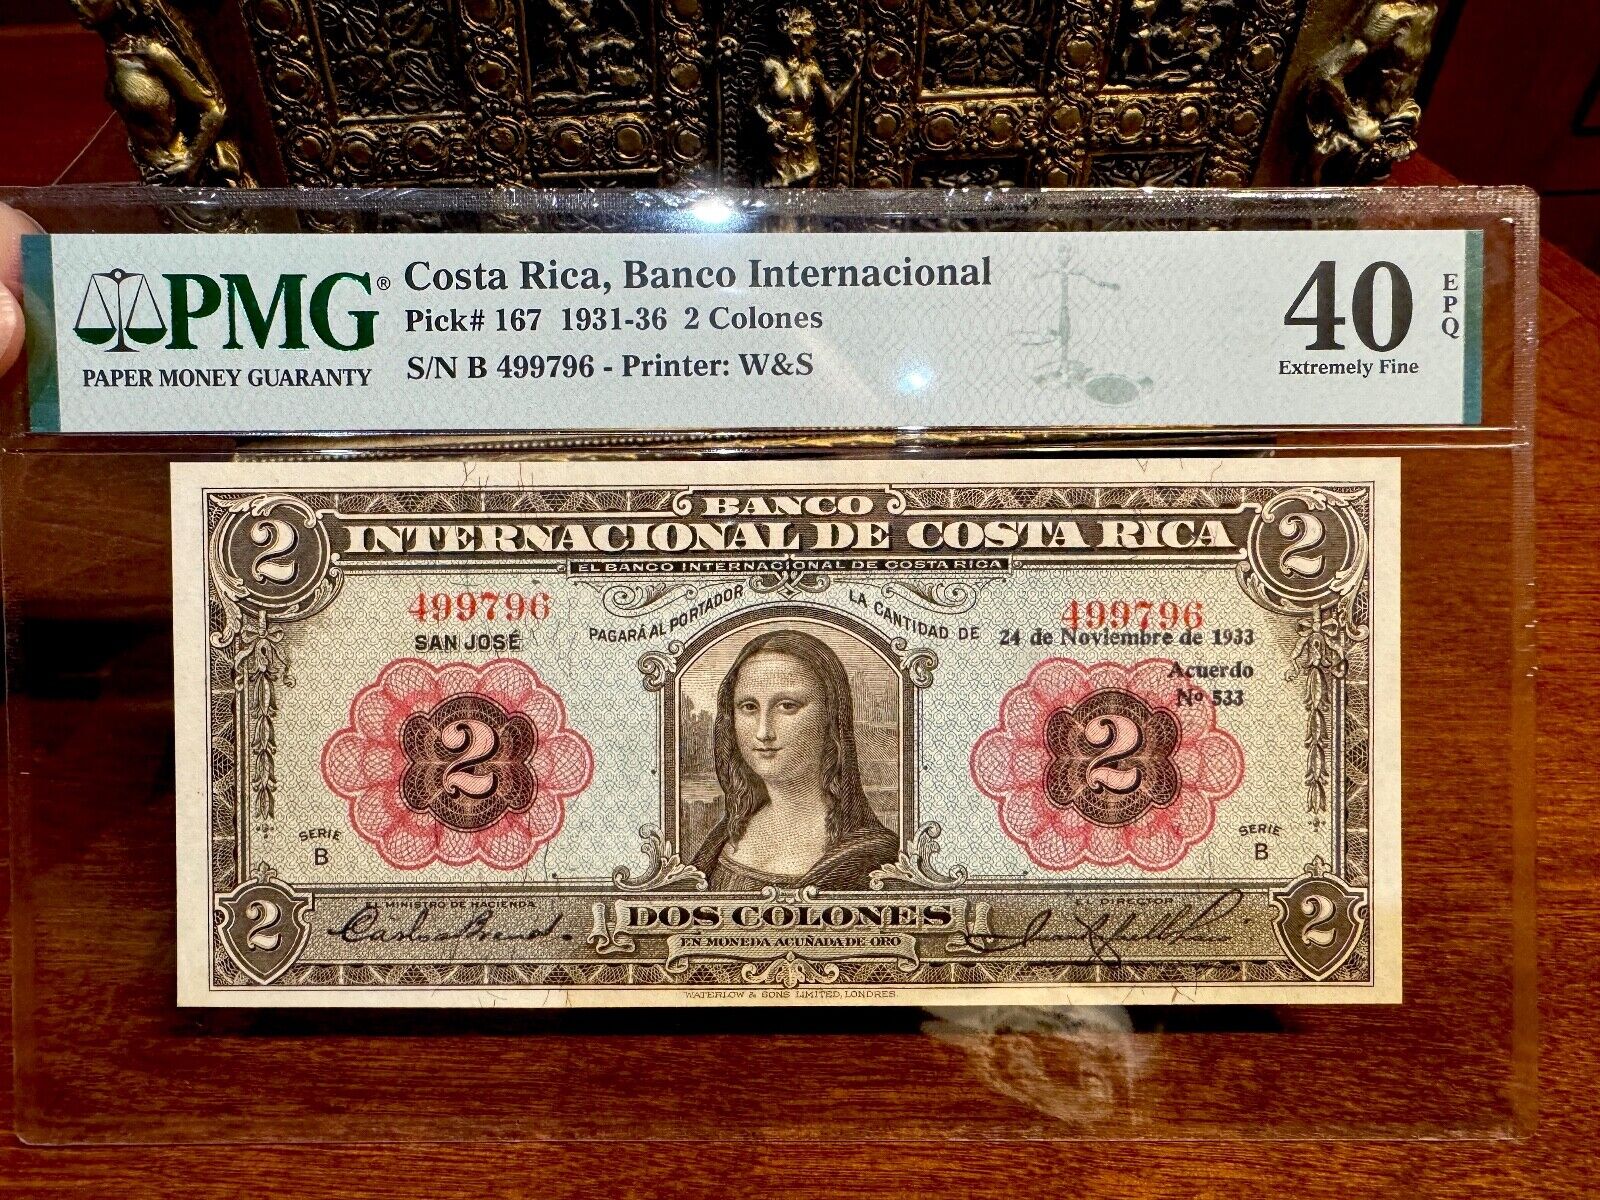 PMG®
PAPER MONEY GUARANTY
Costa Rica, Banco Internacional
Pick# 167 1931-36 2 Colones
S/N B 499796 - Printer: W&S
40
EPQ
Extremely Fine
2
BANCO
2
INTERNACIONAL DE COSTA RICA
EL BANCO INTERNACIONAL DE COSTA RICA
499796
PAGARÁ AL PORTADOR
LA CANTIDAD DE
499796
SAN JOSÉ
24 de Noviembre de 1933
Acuerdo
Nº 533
2
2
SERIE
B
SERIE
B
EL MINISTRO DE HACIENDA
EL DIRECTOR
2
DOS COLONES
2
EN MONEDA ACUÑADA DE ORO
WATERLOW & SONS LIMITED, LONDRES.